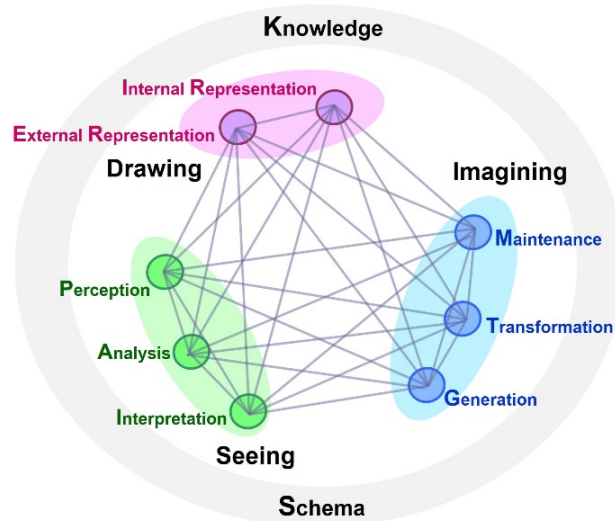 Knowledge
Internal Representation
External Representation
Drawing
Imagining
Maintenance
Perception
Transformation
Analysis
Generation
Interpretation
Seeing
Schema